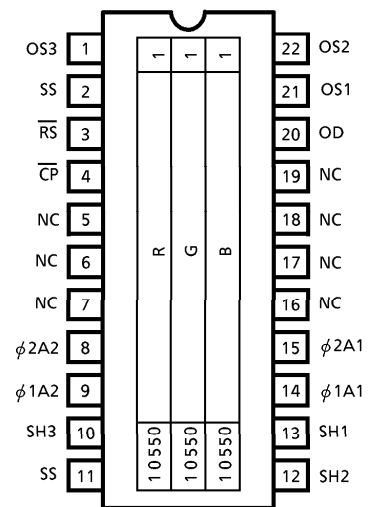 OS3 1 1 1 1 22 OS2
SS 2 21 OS1
R̅S̅ 3 20 OD
C̅P̅ 4 19 NC
NC 5 18 NC
NC 6 R G B 17 NC
NC 7 16 NC
ϕ2A2 8 15 ϕ2A1
ϕ1A2 9 14 ϕ1A1
SH3 10 10550 10550 10550 13 SH1
SS 11 12 SH2